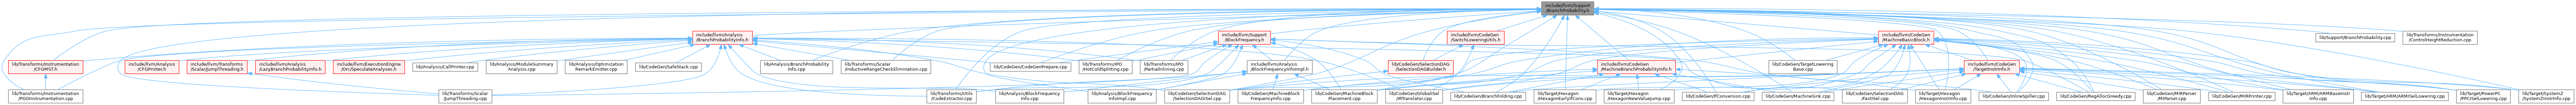 include/llvm/Support
/BranchProbability.h
include/llvm/Analysis
/BranchProbabilityInfo.h
include/llvm/Support
/BlockFrequency.h
include/llvm/CodeGen
/SwitchLoweringUtils.h
include/llvm/CodeGen
/MachineBasicBlock.h
lib/Support/BranchProbability.cpp
lib/Transforms/Instrumentation
/ControlHeightReduction.cpp
lib/Transforms/Instrumentation
/CFGMST.h
include/llvm/Analysis
/CFGPrinter.h
include/llvm/Transforms
/Scalar/JumpThreading.h
include/llvm/Analysis
/LazyBranchProbabilityInfo.h
include/llvm/ExecutionEngine
/Orc/SpeculateAnalyses.h
lib/Analysis/CallPrinter.cpp
lib/Analysis/ModuleSummary
Analysis.cpp
lib/Analysis/Optimization
RemarkEmitter.cpp
lib/CodeGen/SafeStack.cpp
lib/Analysis/BranchProbability
Info.cpp
lib/Transforms/Scalar
/InductiveRangeCheckElimination.cpp
lib/CodeGen/CodeGenPrepare.cpp
lib/Transforms/IPO
/HotColdSplitting.cpp
lib/Transforms/IPO
/PartialInlining.cpp
include/llvm/Analysis
/BlockFrequencyInfoImpl.h
include/llvm/CodeGen
/SelectionDAG
/SelectionDAGBuilder.h
include/llvm/CodeGen
/MachineBranchProbabilityInfo.h
lib/CodeGen/TargetLowering
Base.cpp
include/llvm/CodeGen
/TargetInstrInfo.h
lib/Transforms/Instrumentation
/PGOInstrumentation.cpp
lib/Transforms/Scalar
/JumpThreading.cpp
lib/Transforms/Utils
/CodeExtractor.cpp
lib/Analysis/BlockFrequency
Info.cpp
lib/Analysis/BlockFrequency
InfoImpl.cpp
lib/CodeGen/SelectionDAG
/SelectionDAGISel.cpp
lib/CodeGen/MachineBlock
FrequencyInfo.cpp
lib/CodeGen/MachineBlock
Placement.cpp
lib/CodeGen/GlobalISel
/IRTranslator.cpp
lib/CodeGen/BranchFolding.cpp
lib/Target/Hexagon
/HexagonEarlyIfConv.cpp
lib/Target/Hexagon
/HexagonNewValueJump.cpp
lib/CodeGen/IfConversion.cpp
lib/CodeGen/MachineSink.cpp
lib/CodeGen/SelectionDAG
/FastISel.cpp
lib/Target/Hexagon
/HexagonInstrInfo.cpp
lib/CodeGen/InlineSpiller.cpp
lib/CodeGen/RegAllocGreedy.cpp
lib/CodeGen/MIRParser
/MIParser.cpp
lib/CodeGen/MIRPrinter.cpp
lib/Target/ARM/ARMBaseInstr
Info.cpp
lib/Target/ARM/ARMISelLowering.cpp
lib/Target/PowerPC
/PPCISelLowering.cpp
lib/Target/SystemZ
/SystemZInstrInfo.cpp